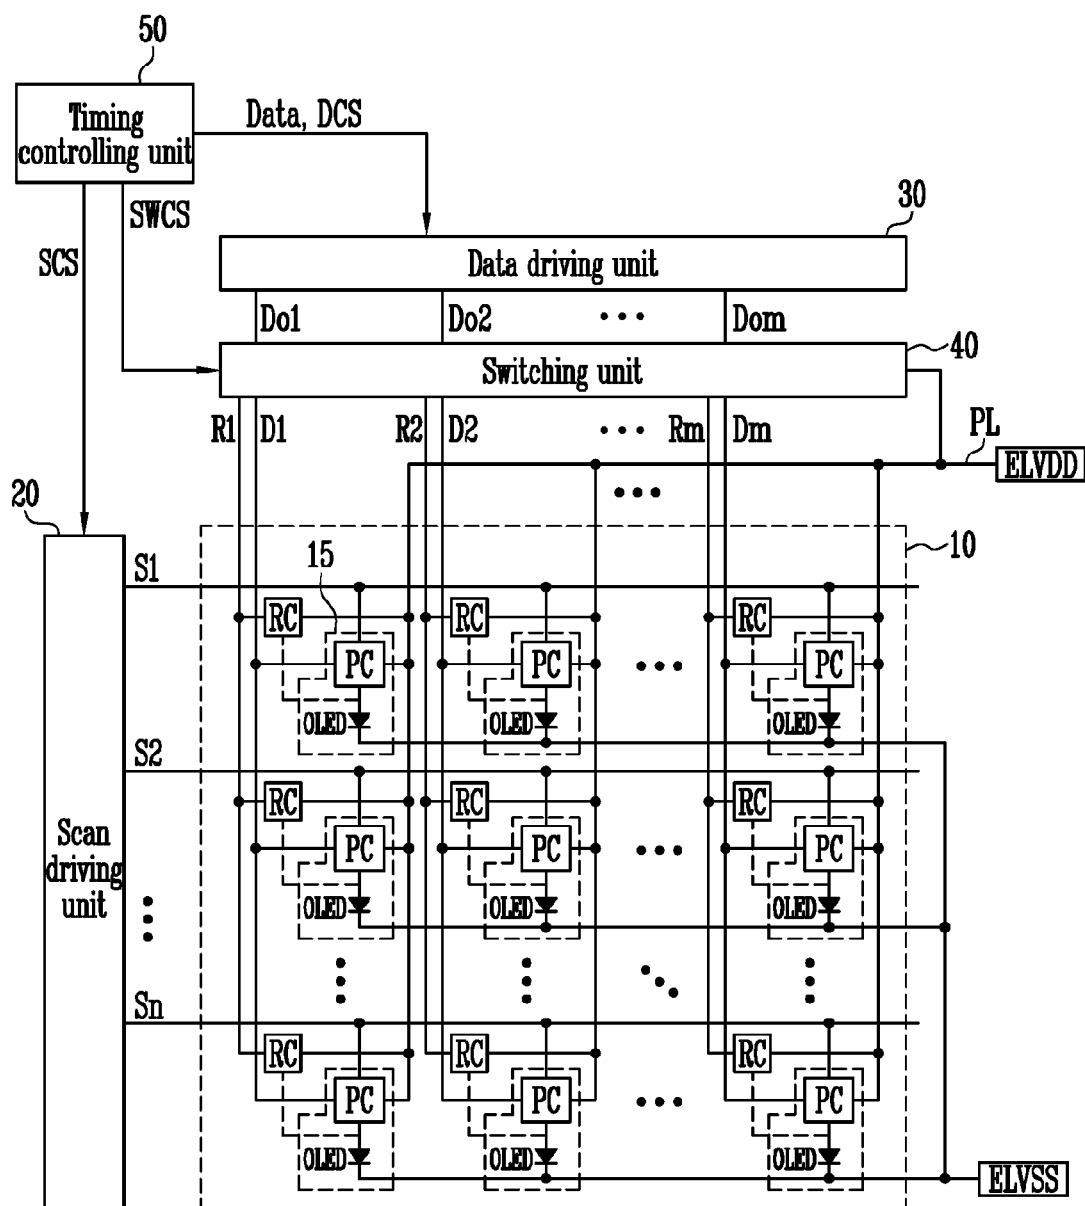 50
Timing
controlling unit
Data, DCS
SWCS
SCS
30
Data driving unit
Do1 Do2 ••• Dom
40
Switching unit
R1 D1 R2 D2 ••• Rm Dm
PL
ELVDD
•••
20
10
S1
15
RC RC RC
PC PC ••• PC
OLED OLED OLED
S2
RC RC RC
Scan
driving
unit
PC PC ••• PC
OLED OLED OLED
Sn
RC RC RC
PC PC ••• PC
OLED OLED OLED
ELVSS